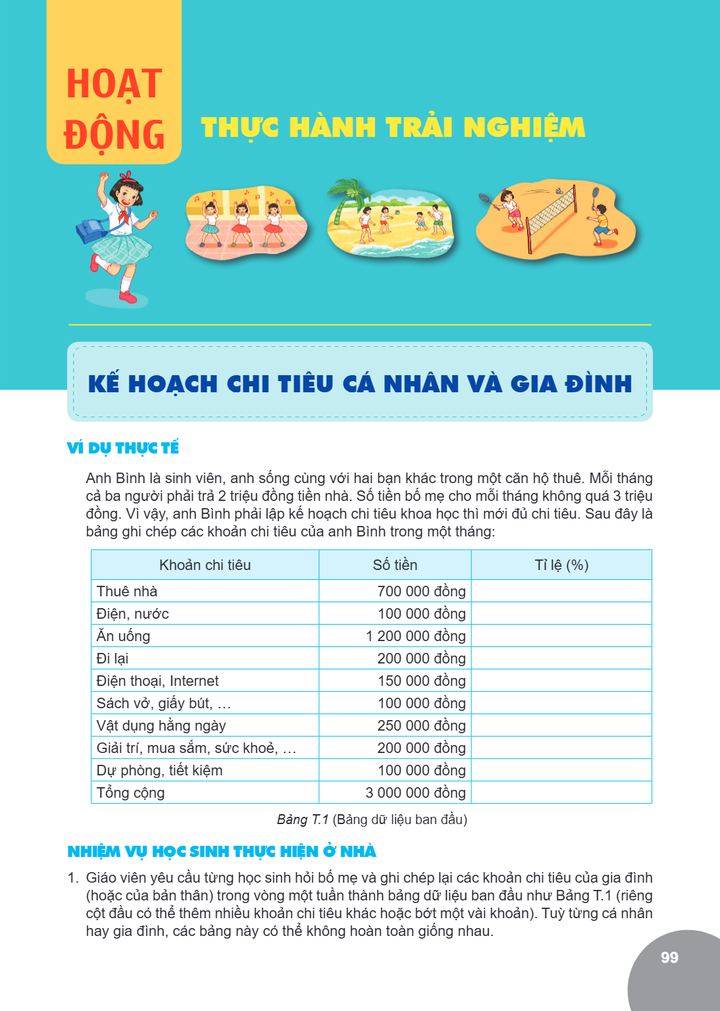 HOẠT
ĐỘNG
THỰC HÀNH TRẢI NGHIỆM
KẾ HOẠCH CHI TIÊU CÁ NHÂN VÀ GIA ĐÌNH
VÍ DỤ THỰC TẾ
Anh Bình là sinh viên, anh sống cùng với hai bạn khác trong một căn hộ thuê. Mỗi tháng
cả ba người phải trả 2 triệu đồng tiền nhà. Số tiền bố mẹ cho mỗi tháng không quá 3 triệu
đồng. Vì vậy, anh Bình phải lập kế hoạch chi tiêu khoa học thì mới đủ chi tiêu. Sau đây là
bảng ghi chép các khoản chi tiêu của anh Bình trong một tháng:
Khoản chi tiêu Số tiền Tỉ lệ (%)
Thuê nhà 700 000 đồng
Điện, nước 100 000 đồng
Ăn uống 1 200 000 đồng
Đi lại 200 000 đồng
Điện thoại, Internet 150 000 đồng
Sách vở, giấy bút, … 100 000 đồng
Vật dụng hằng ngày 250 000 đồng
Giải trí, mua sắm, sức khoẻ, … 200 000 đồng
Dự phòng, tiết kiệm 100 000 đồng
Tổng cộng 3 000 000 đồng
Bảng T.1 (Bảng dữ liệu ban đầu)
NHIỆM VỤ HỌC SINH THỰC HIỆN Ở NHÀ
1. Giáo viên yêu cầu từng học sinh hỏi bố mẹ và ghi chép lại các khoản chi tiêu của gia đình
(hoặc của bản thân) trong vòng một tuần thành bảng dữ liệu ban đầu như Bảng T.1 (riêng
cột đầu có thể thêm nhiều khoản chi tiêu khác hoặc bớt một vài khoản). Tuỳ từng cá nhân
hay gia đình, các bảng này có thể không hoàn toàn giống nhau.
99